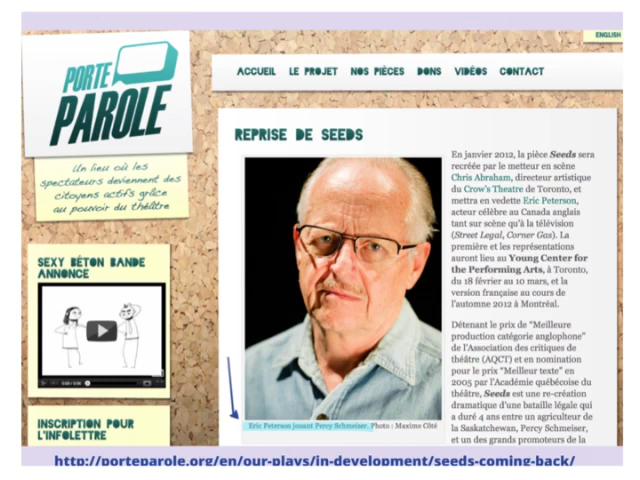 ENGLISH
PORTE
PAROLE
ACCUEIL LE PROJET NOS PIÈCES DONS VIDÉOS CONTACT
Un lieu où les
spectateurs deviennent des
citoyens actifs grâce
au pouvoir du théâtre
SEXY BÉTON BANDE
ANNONCE
INSCRIPTION POUR
L'INFOLETTRE
REPRISE DE SEEDS
Eric Peterson jouant Percy Schmeiser. Photo : Maxime Côté
En janvier 2012, la pièce Seeds sera
recréée par le metteur en scène
Chris Abraham, directeur artistique
du Crow's Theatre de Toronto, et
mettra en vedette Eric Peterson,
acteur célèbre au Canada anglais
tant sur scène qu'à la télévision
(Street Legal, Corner Gas). La
première et les représentations
auront lieu au Young Center for
the Performing Arts, à Toronto,
du 18 février au 10 mars, et la
version française au cours de
l'automne 2012 à Montréal.
Détenant le prix de "Meilleure
production catégorie anglophone"
de l'Association des critiques de
théâtre (AQCT) et en nomination
pour le prix "Meilleur texte" en
2005 par l'Académie québécoise du
théâtre, Seeds est une re-création
dramatique d'une bataille légale qui
a duré 4 ans entre un agriculteur de
la Saskatchewan, Percy Schmeiser,
et un des grands promoteurs de la
http://porteparole.org/en/our-plays/in-development/seeds-coming-back/